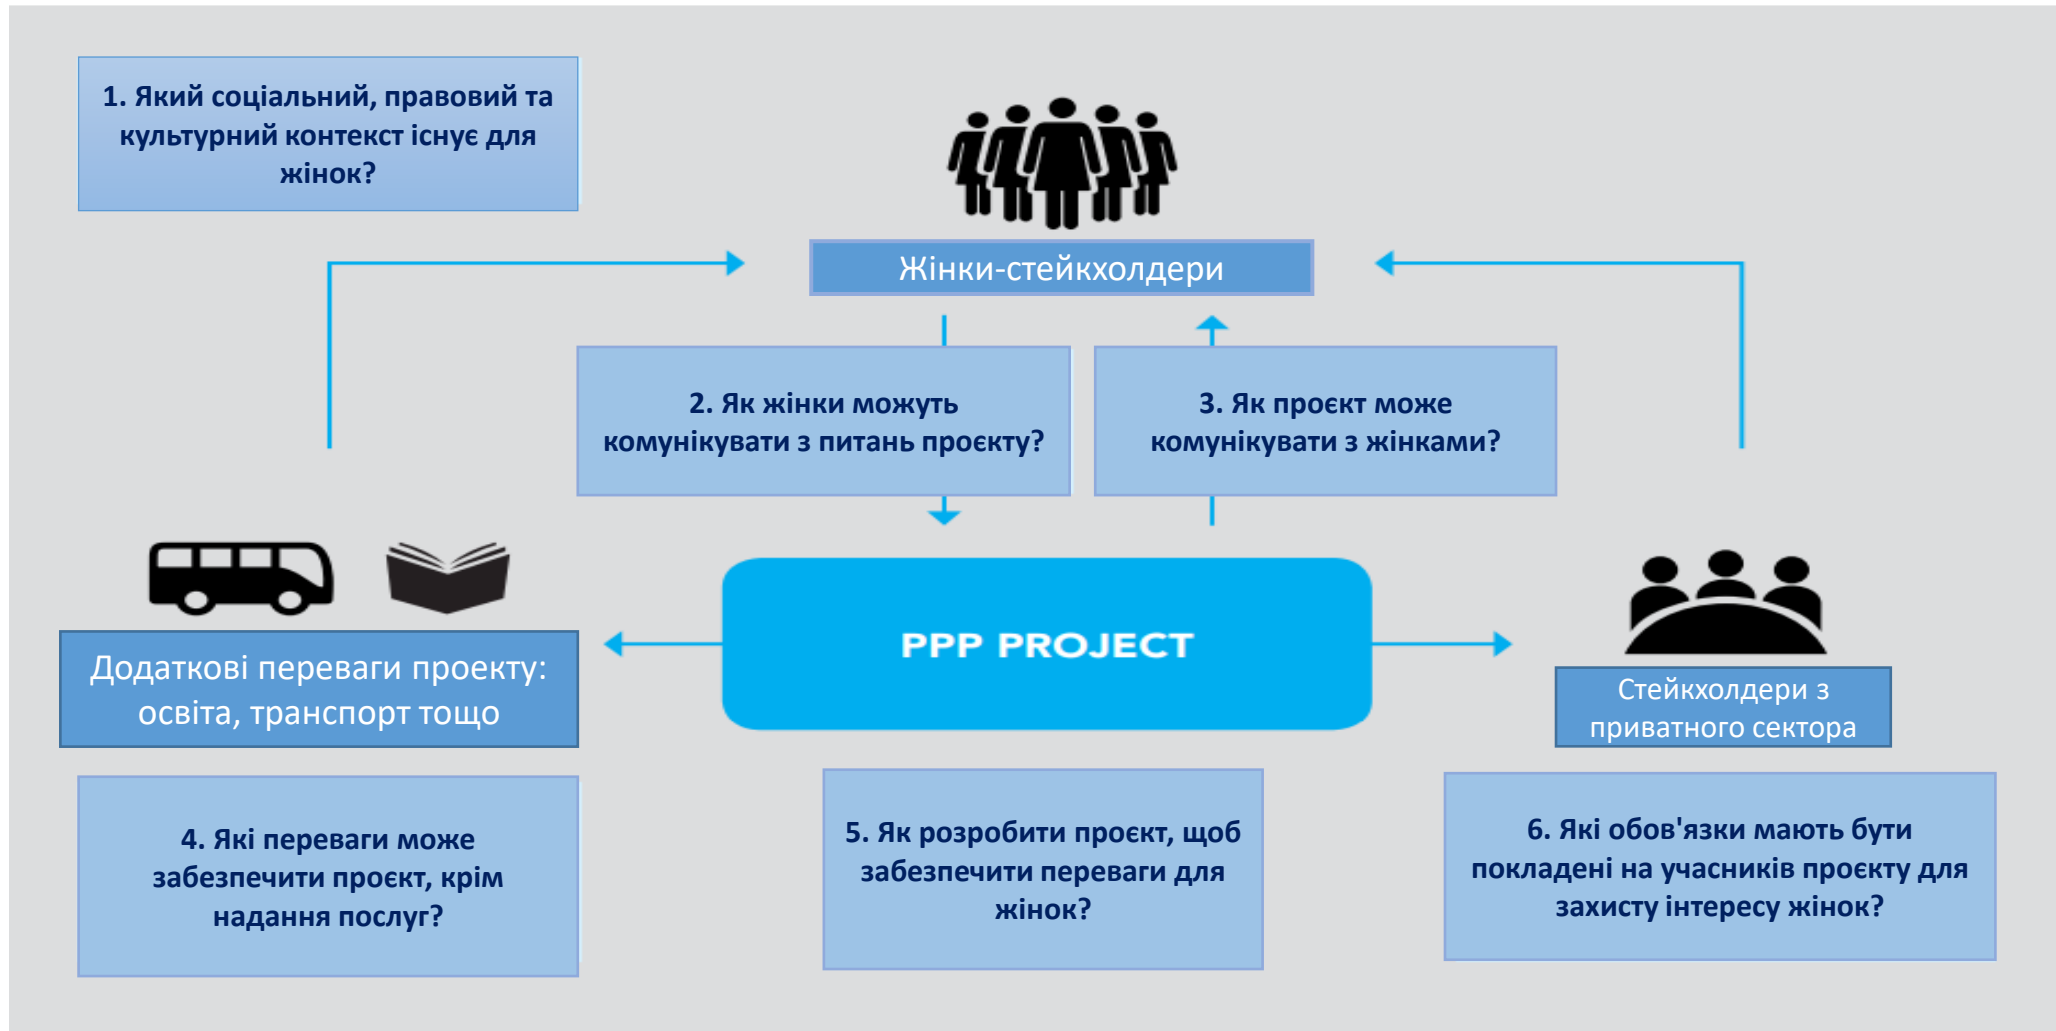 1. Який соціальний, правовий та
культурний контекст існує для
жінок?
Жінки-стейкхолдери
2. Як жінки можуть
комунікувати з питань проєкту?
3. Як проєкт може
комунікувати з жінками?
Додаткові переваги проекту:
освіта, транспорт тощо
PPP PROJECT
Стейкхолдери з
приватного сектора
4. Які переваги може
забезпечити проєкт, крім
надання послуг?
5. Як розробити проєкт, щоб
забезпечити переваги для
жінок?
6. Які обов'язки мають бути
покладені на учасників проєкту для
захисту інтересу жінок?